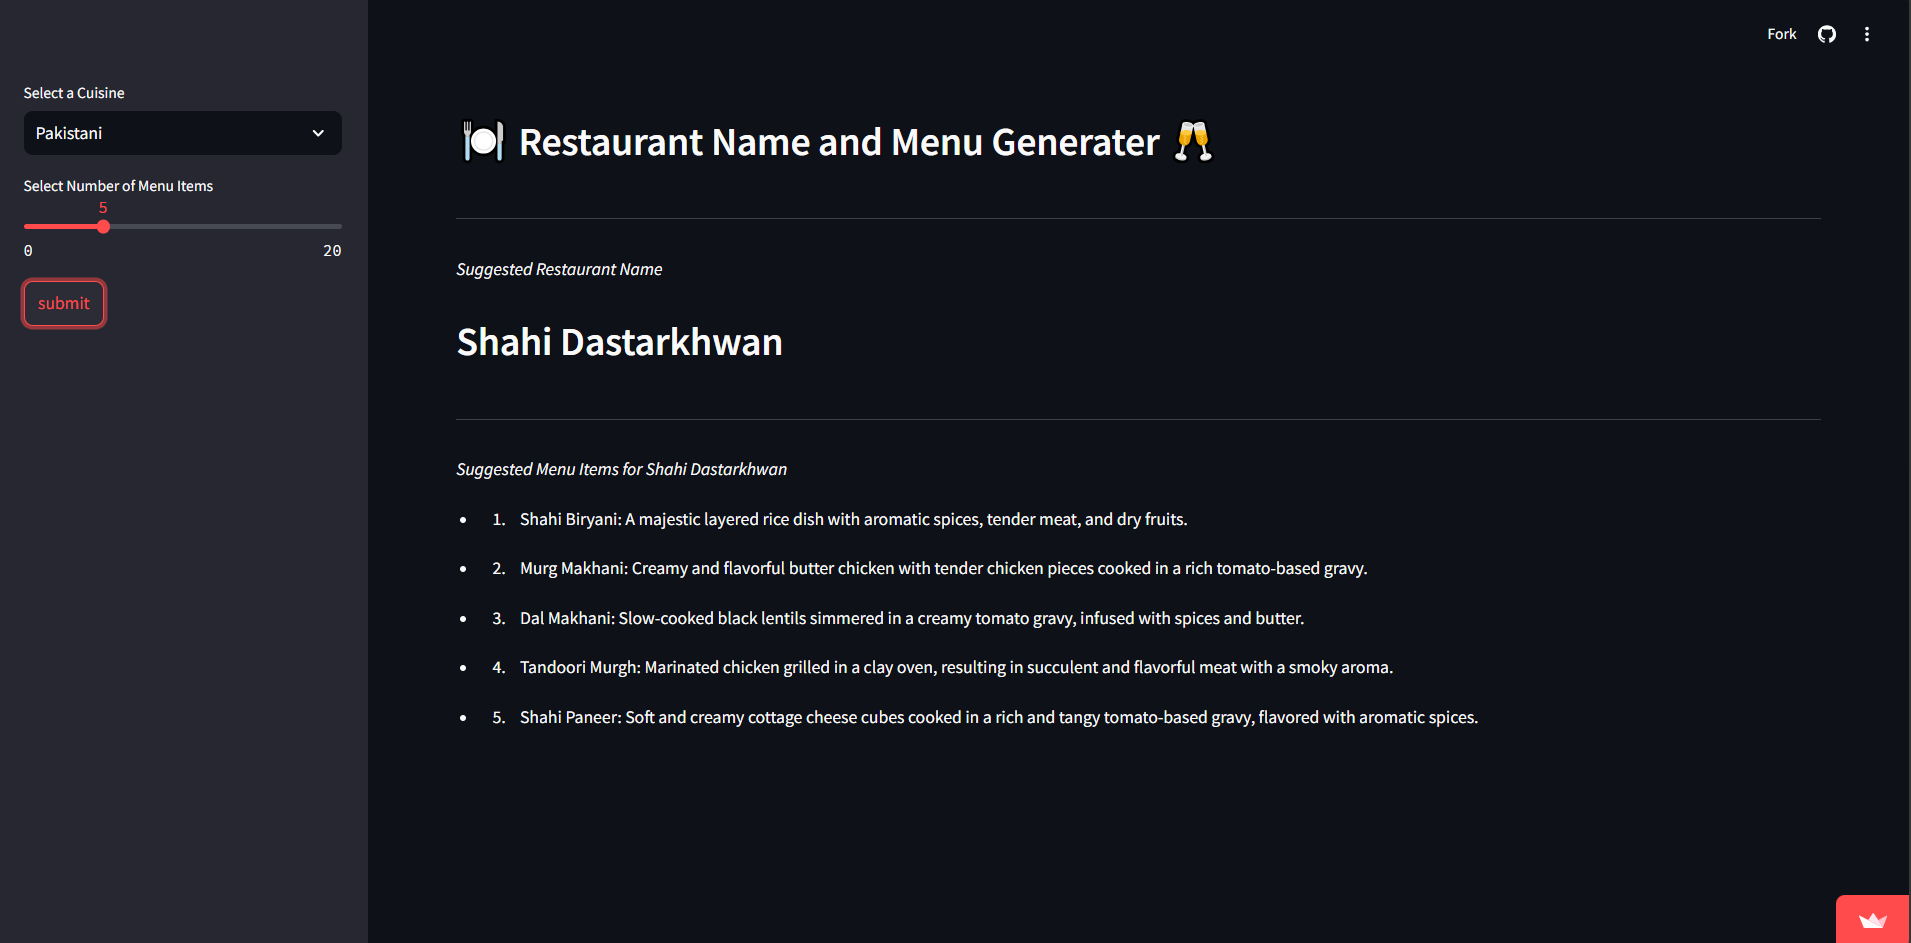 Fork
Select a Cuisine
Pakistani
Select Number of Menu Items
5
0 20
submit
Restaurant Name and Menu Generater
Suggested Restaurant Name
Shahi Dastarkhwan
Suggested Menu Items for Shahi Dastarkhwan
1. Shahi Biryani: A majestic layered rice dish with aromatic spices, tender meat, and dry fruits.
2. Murg Makhani: Creamy and flavorful butter chicken with tender chicken pieces cooked in a rich tomato-based gravy.
3. Dal Makhani: Slow-cooked black lentils simmered in a creamy tomato gravy, infused with spices and butter.
4. Tandoori Murgh: Marinated chicken grilled in a clay oven, resulting in succulent and flavorful meat with a smoky aroma.
5. Shahi Paneer: Soft and creamy cottage cheese cubes cooked in a rich and tangy tomato-based gravy, flavored with aromatic spices.